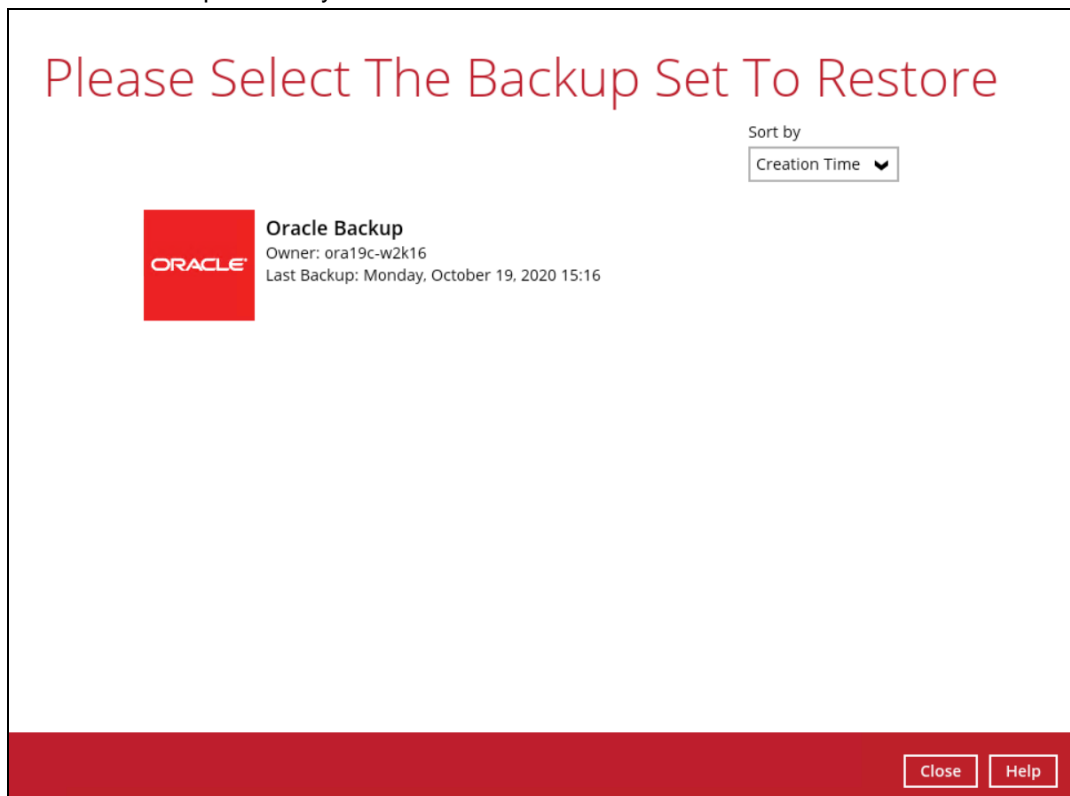 Please Select The Backup Set To Restore
Sort by
Creation Time
ORACLE
Oracle Backup
Owner: ora19c-w2k16
Last Backup: Monday, October 19, 2020 15:16
Close
Help